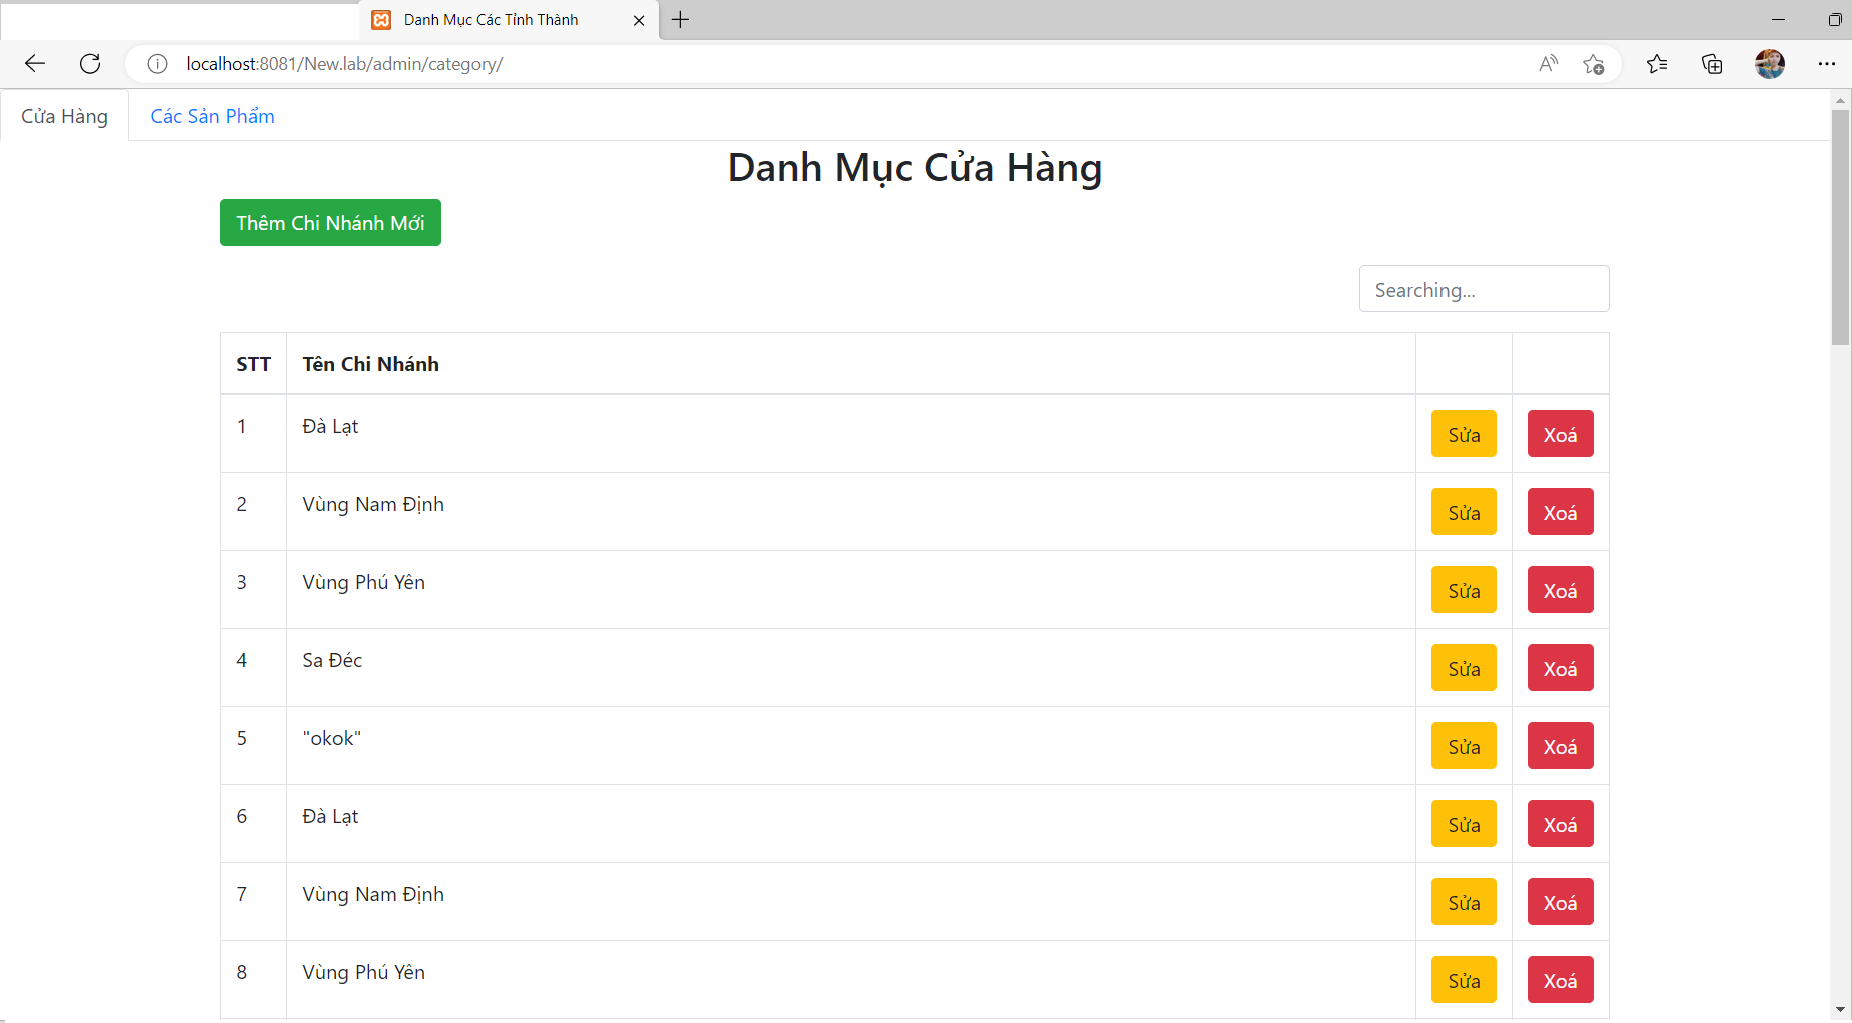 Danh Mục Các Tỉnh Thành
localhost:8081/New.lab/admin/category/
Cửa Hàng Các Sản Phẩm
Danh Mục Cửa Hàng
Thêm Chi Nhánh Mới
Searching...
STT Tên Chi Nhánh
1 Đà Lạt Sửa Xoá
2 Vùng Nam Định Sửa Xoá
3 Vùng Phú Yên Sửa Xoá
4 Sa Đéc Sửa Xoá
5 "okok" Sửa Xoá
6 Đà Lạt Sửa Xoá
7 Vùng Nam Định Sửa Xoá
8 Vùng Phú Yên Sửa Xoá